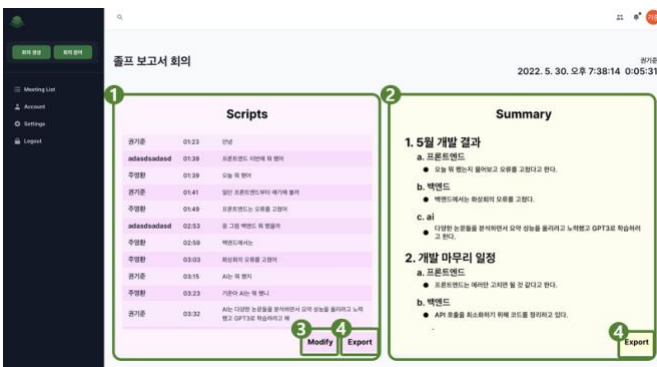 회의 생성
회의 참여
Meeting List
Account
Settings
Logout
졸프 보고서 회의
권기준
2022. 5. 30. 오후 7:38:14 0:05:31
1
2
Scripts
권기준 01:23 안녕
adasdsadasd 01:38 프론트엔드 이번에 뭐 했어
주영환 01:39 오늘 뭐 했어
권기준 01:41 일단 프론트엔드부터 얘기해 볼까
주영환 01:49 프론트엔드는 오류를 고쳤어
adasdsadasd 02:53 응 그럼 백엔드 뭐 했을어
주영환 02:59 백엔드에서는
주영환 03:03 화상회의 오류를 고쳤어
권기준 03:15 AI는 뭐 했지
주영환 03:23 기준이 AI는 뭐 했니
권기준 03:32 AI는 다양한 논문들을 분석하면서 요약 성능을 올리려고 노력
했고 GPT3로 학습하려고 해
3
4
Modify
Export
Summary
1. 5월 개발 결과
a. 프론트엔드
오늘 뭐 했는지 물어보고 오류를 고쳤다고 한다.
b. 백엔드
백엔드에서는 화상회의 오류를 고쳤다.
c. ai
다양한 논문들을 분석하면서 요약 성능을 올리려고 노력했고 GPT3로 학습하려
고 한다.
2. 개발 마무리 일정
a. 프론트엔드
프론트엔드는 에러만 고치면 될 것 같다고 한다.
b. 백엔드
API 호출을 최소화하기 위해 코드를 정리하고 있다.
4
Export